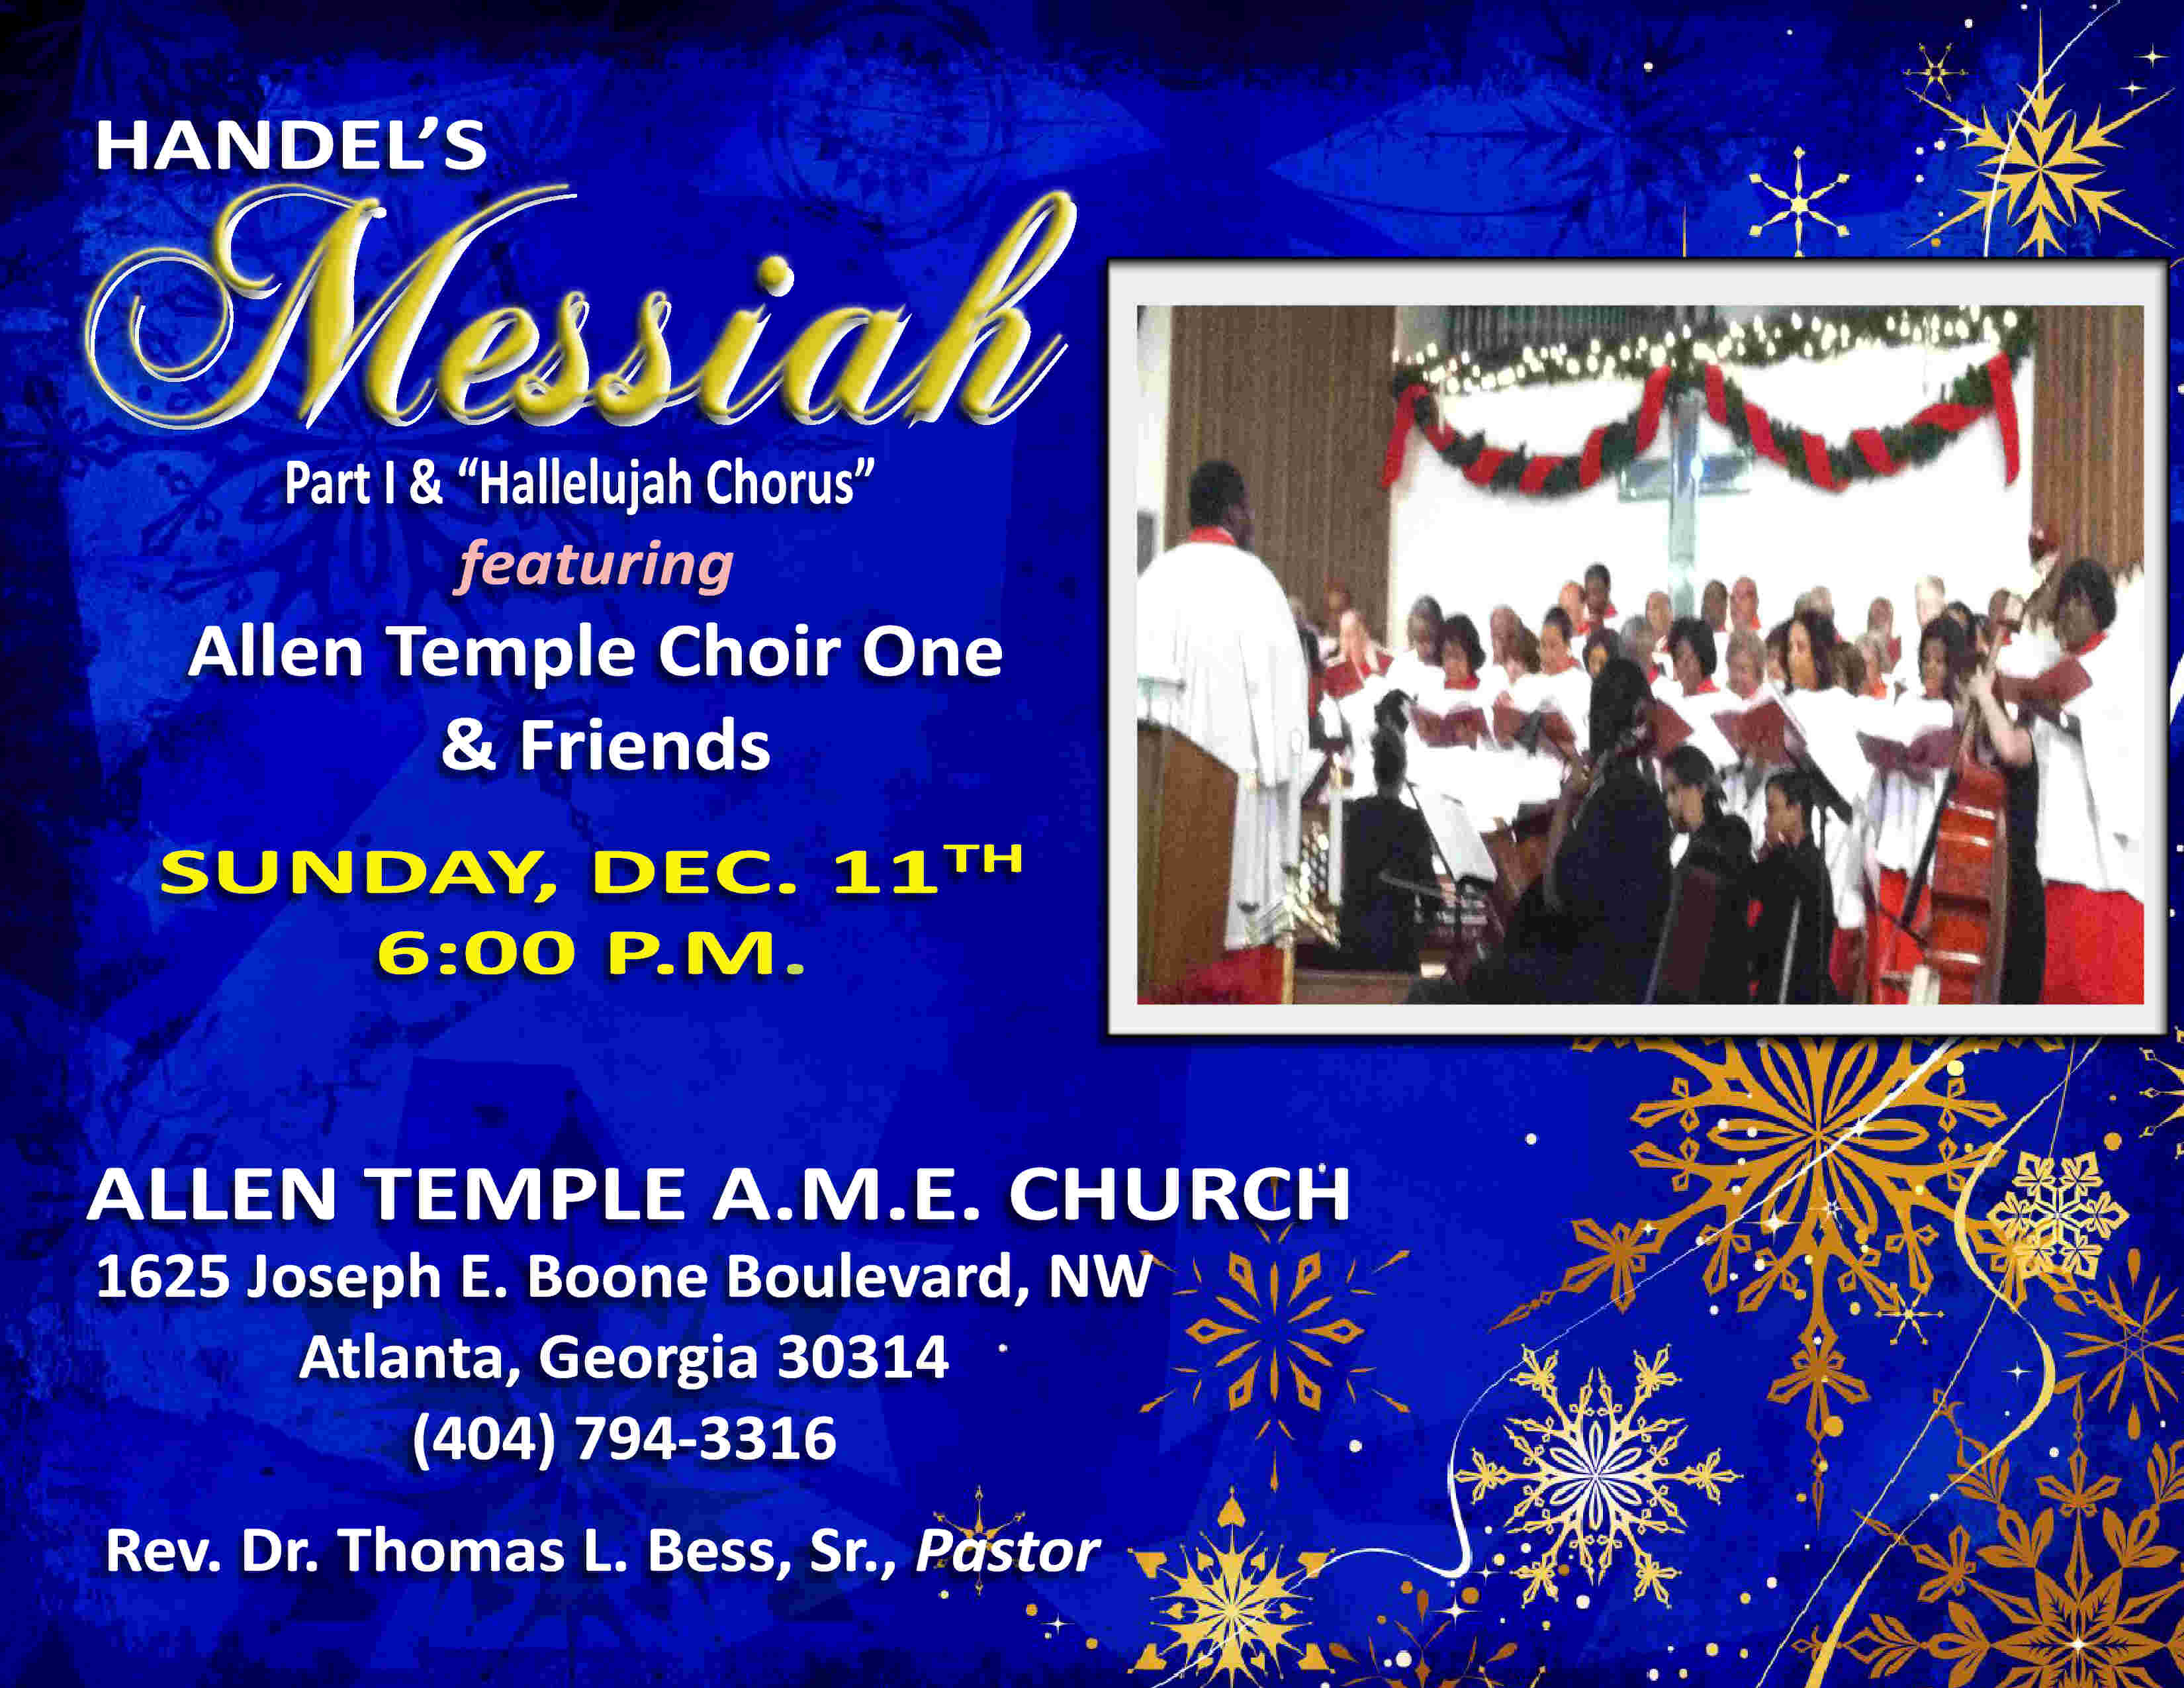 HANDEL’S
Messiah
Part I & “Hallelujah Chorus”
featuring
Allen Temple Choir One
& Friends
SUNDAY, DEC. 11TH
6:00 P.M.
ALLEN TEMPLE A.M.E. CHURCH
1625 Joseph E. Boone Boulevard, NW
Atlanta, Georgia 30314
(404) 794-3316
Rev. Dr. Thomas L. Bess, Sr., Pastor